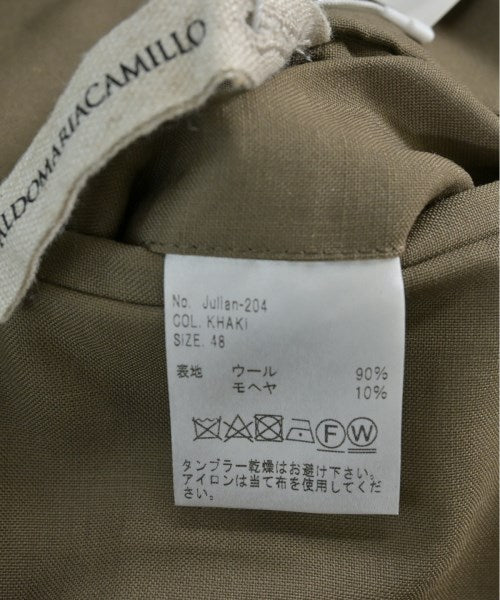 ALDOMARIACAMILLO
No. Julian-204
COL. KHAKI
SIZE. 48
表地 ウール 90%
モヘヤ 10%
F W
タンブラー乾燥はお避け下さい。
アイロンは当て布を使用してくだ
さい。